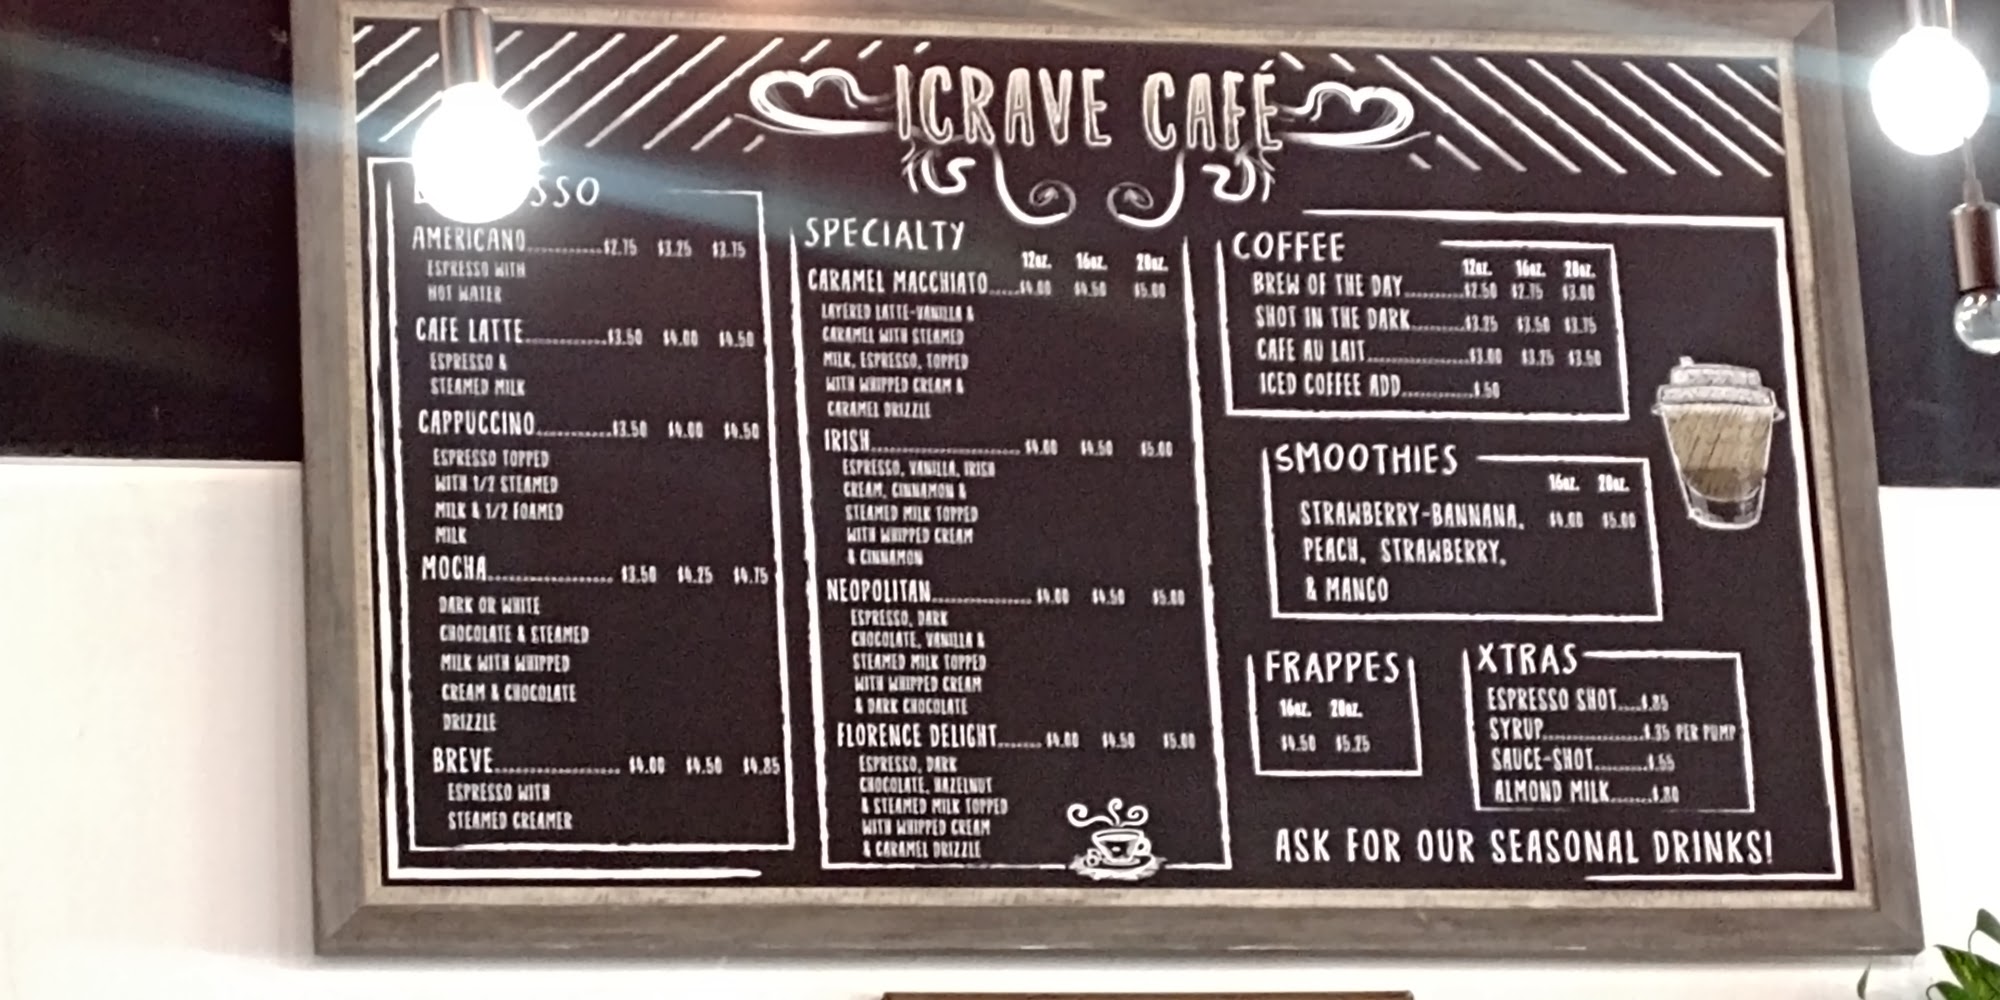 ICRAVE CAFÉ
SSO
AMERICANO............$2.75 $3.25 $3.75
ESPRESSO WITH
HOT WATER
CAFE LATTE............$3.50 $4.00 $4.50
ESPRESSO &
STEAMED MILK
CAPPUCCINO............$3.50 $4.00 $4.50
ESPRESSO TOPPED
WITH 1/2 STEAMED
MILK & 1/2 FOAMED
MILK
MOCHA.................... $3.50 $4.25 $4.75
DARK OR WHITE
CHOCOLATE & STEAMED
MILK WITH WHIPPED
CREAM & CHOCOLATE
DRIZZLE
BREVE.................... $4.00 $4.50 $4.85
ESPRESSO WITH
STEAMED CREAMER
SPECIALTY
12oz. 16oz. 20oz.
CARAMEL MACCHIATO.....$4.00 $4.50 $5.00
LAYERED LATTE-VANILLA &
CARAMEL WITH STEAMED
MILK, ESPRESSO, TOPPED
WITH WHIPPED CREAM &
CARAMEL DRIZZLE
IRISH........................ $4.00 $4.50 $5.00
ESPRESSO, VANILLA, IRISH
CREAM, CINNAMON &
STEAMED MILK TOPPED
WITH WHIPPED CREAM
& CINNAMON
NEOPOLITAN................ $4.00 $4.50 $5.00
ESPRESSO, DARK
CHOCOLATE, VANILLA &
STEAMED MILK TOPPED
WITH WHIPPED CREAM
& DARK CHOCOLATE
FLORENCE DELIGHT....... $4.00 $4.50 $5.00
ESPRESSO, DARK
CHOCOLATE, HAZELNUT
& STEAMED MILK TOPPED
WITH WHIPPED CREAM
& CARAMEL DRIZZLE
COFFEE
12oz. 16oz. 20oz.
BREW OF THE DAY..........$2.50 $2.75 $3.00
SHOT IN THE DARK.........$3.25 $3.50 $3.75
CAFE AU LAIT.................$3.00 $3.25 $3.50
ICED COFFEE ADD............$.50
SMOOTHIES
16oz. 20oz.
STRAWBERRY-BANNANA, $4.00 $5.00
PEACH, STRAWBERRY,
& MANGO
FRAPPES
16oz. 20oz.
$4.50 $5.25
XTRAS
ESPRESSO SHOT....$.85
SYRUP.................$.35 PER PUMP
SAUCE-SHOT.........$.55
ALMOND MILK.......$.80
ASK FOR OUR SEASONAL DRINKS!